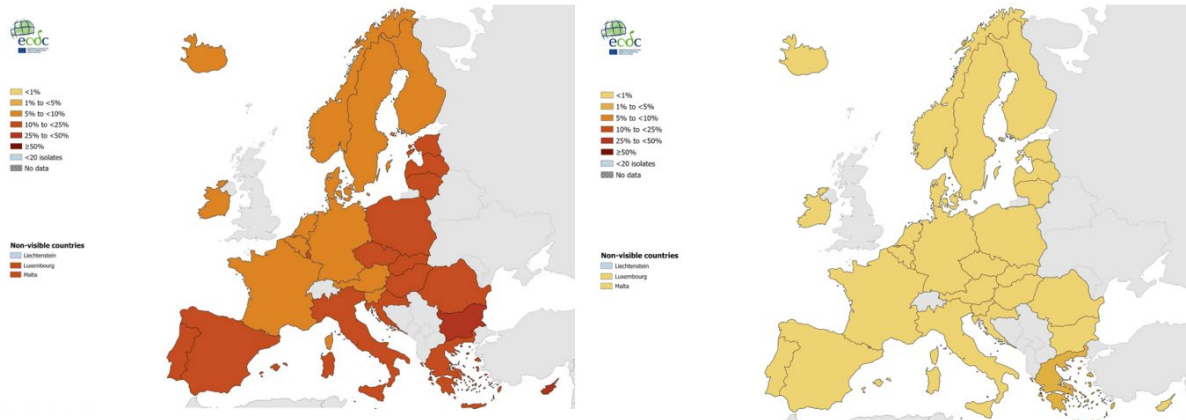 ecdc
<1%
1% to <5%
5% to <10%
10% to <25%
25% to <50%
≥50%
<20 isolates
No data
Non-visible countries
Liechtenstein
Luxembourg
Malta
ecdc
<1%
1% to <5%
5% to <10%
10% to <25%
25% to <50%
≥50%
<20 isolates
No data
Non-visible countries
Liechtenstein
Luxembourg
Malta